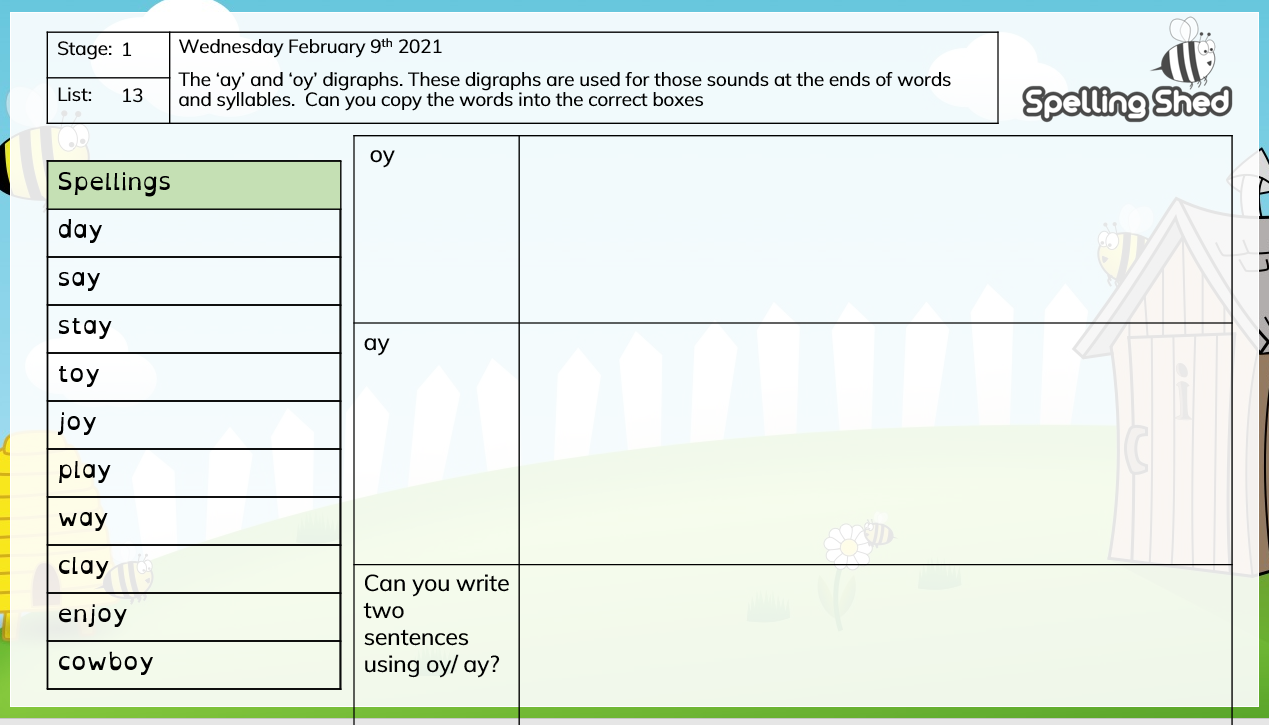 Stage: 1
Wednesday February 9th 2021
The ‘ay’ and ‘oy’ digraphs. These digraphs are used for those sounds at the ends of words
and syllables. Can you copy the words into the correct boxes
List: 13
Spelling Shed
Spellings
day
say
stay
toy
joy
play
way
clay
enjoy
cowboy
oy
ay
Can you write
two
sentences
using oy/ ay?